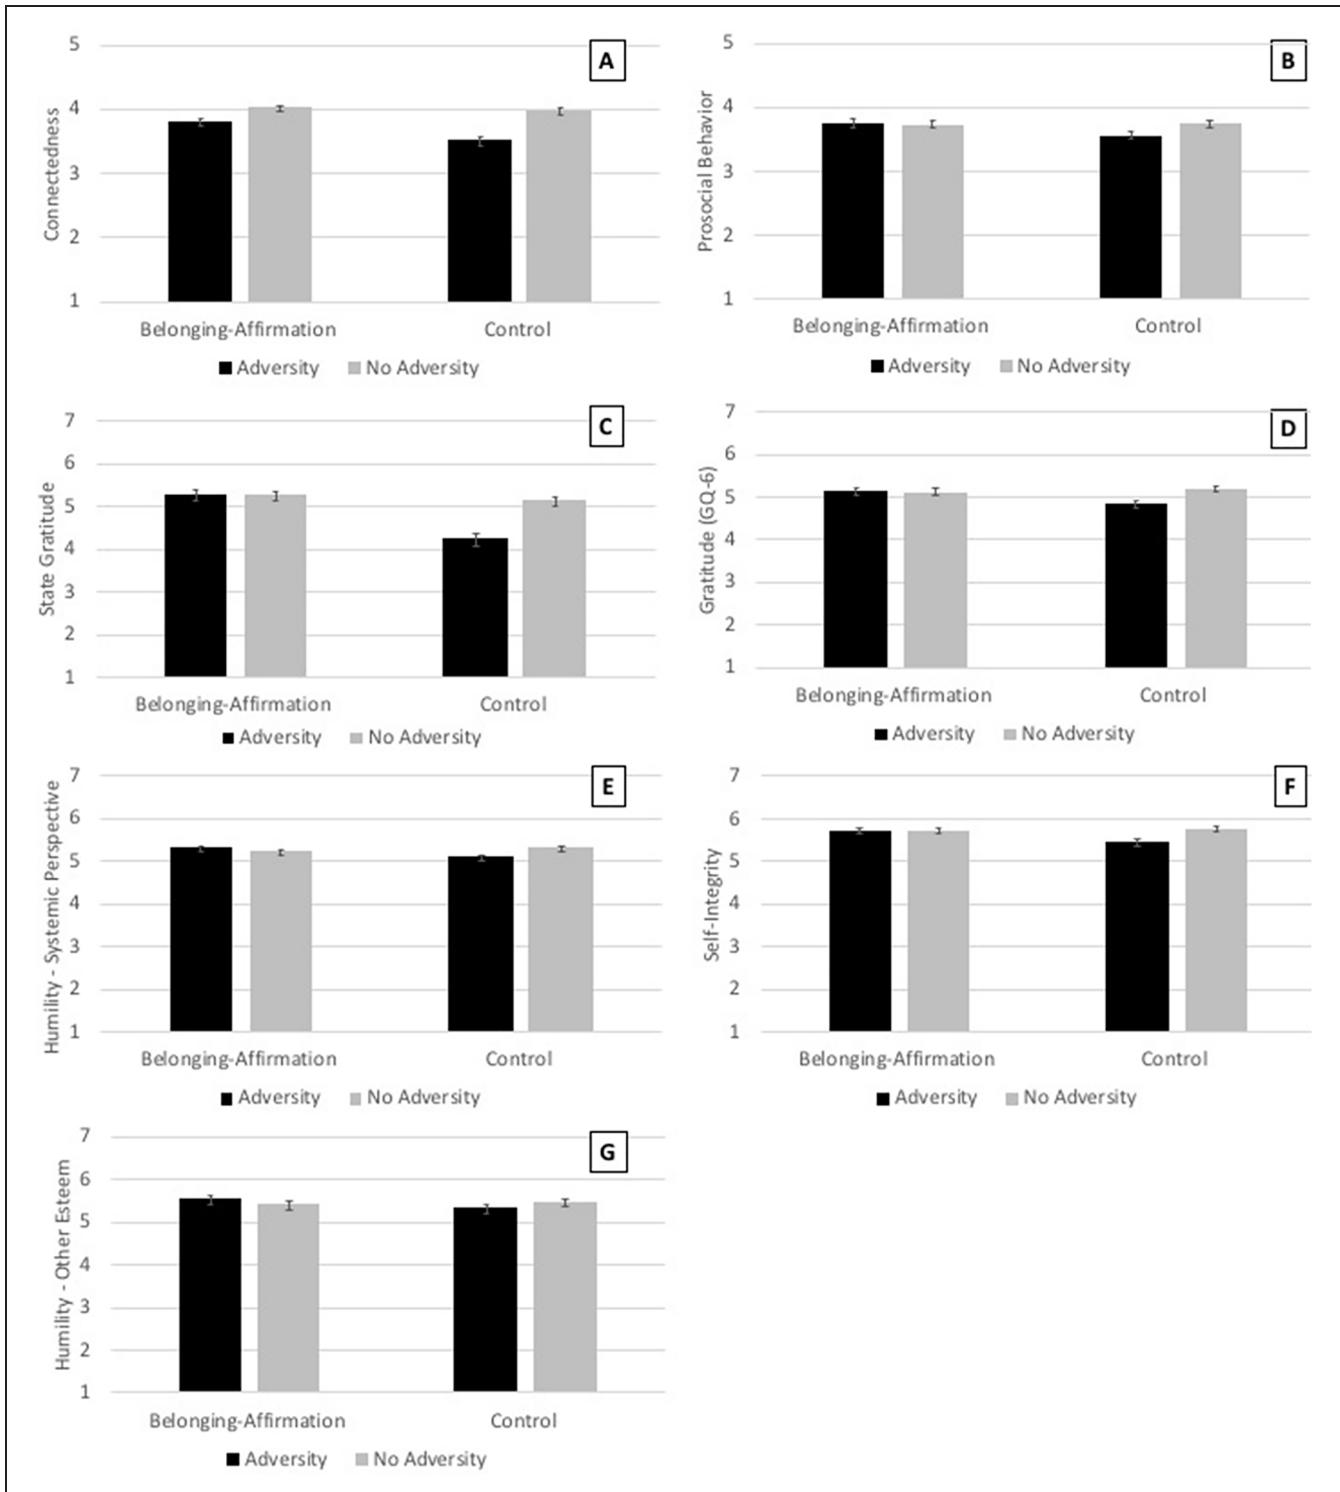 A
Connectedness
5
4
3
2
1
Belonging-Affirmation Control
Adversity No Adversity
B
Prosocial Behavior
5
4
3
2
1
Belonging-Affirmation Control
Adversity No Adversity
C
State Gratitude
7
6
5
4
3
2
1
Belonging-Affirmation Control
Adversity No Adversity
D
Gratitude (GQ-6)
7
6
5
4
3
2
1
Belonging-Affirmation Control
Adversity No Adversity
E
Humility - Systemic Perspective
7
6
5
4
3
2
1
Belonging-Affirmation Control
Adversity No Adversity
F
Self-Integrity
7
6
5
4
3
2
1
Belonging-Affirmation Control
Adversity No Adversity
G
Humility - Other Esteem
7
6
5
4
3
2
1
Belonging-Affirmation Control
Adversity No Adversity